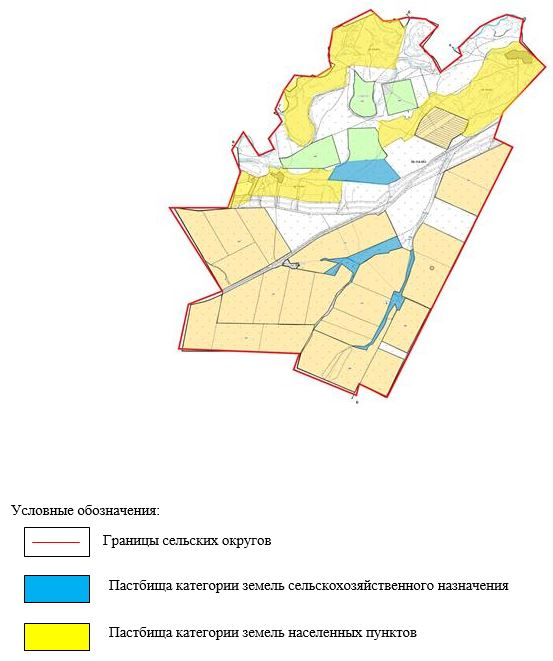 Условные обозначения:
Границы сельских округов
Пастбища категории земель сельскохозяйственного назначения
Пастбища категории земель населенных пунктов